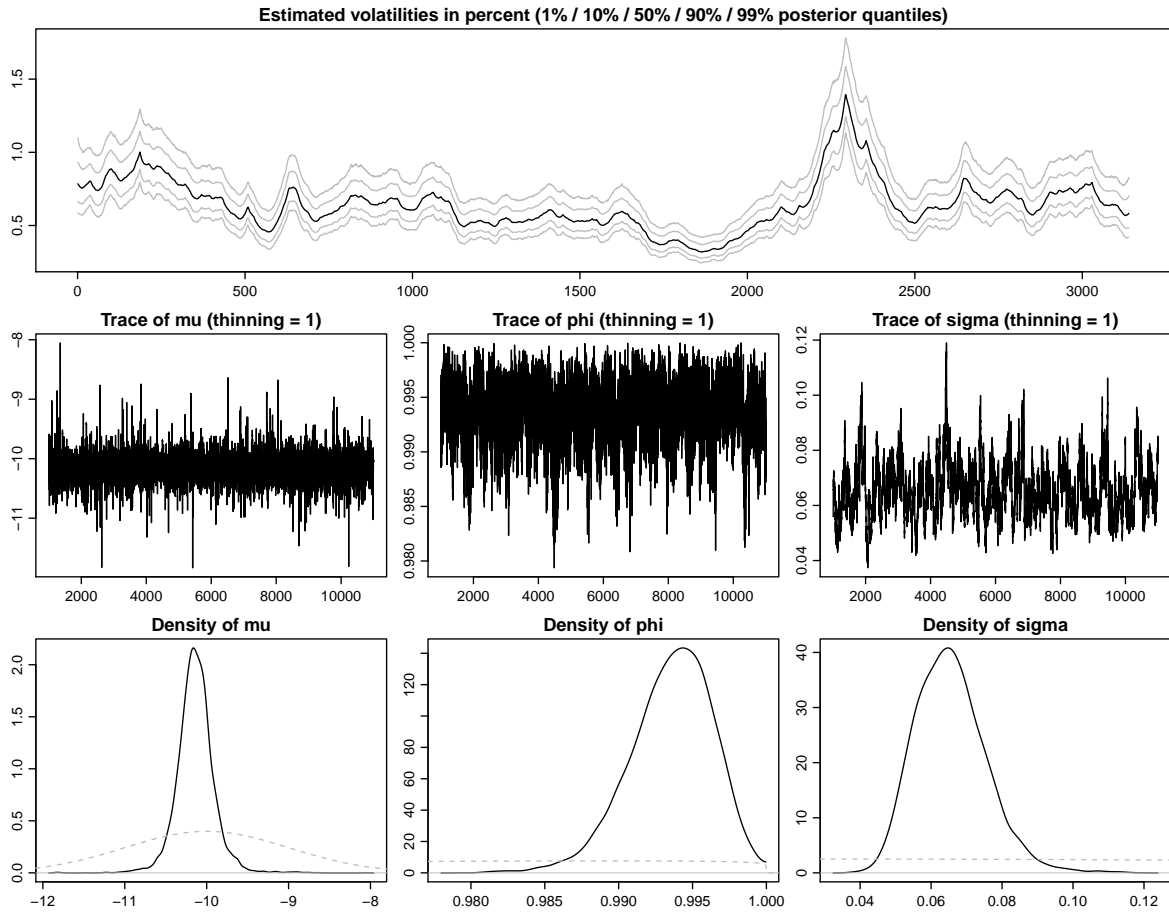 Estimated volatilities in percent (1% / 10% / 50% / 90% / 99% posterior quantiles)
1.5
1.0
0.5
0 500 1000 1500 2000 2500 3000
Trace of mu (thinning = 1)
−8
−9
−10
−11
2000 4000 6000 8000 10000
Trace of phi (thinning = 1)
1.000
0.995
0.990
0.985
0.980
2000 4000 6000 8000 10000
Trace of sigma (thinning = 1)
0.12
0.10
0.08
0.06
0.04
2000 4000 6000 8000 10000
Density of mu
2.0
1.5
1.0
0.5
0.0
−12 −11 −10 −9 −8
Density of phi
120
80
60
40
20
0
0.980 0.985 0.990 0.995 1.000
Density of sigma
40
30
20
10
0
0.04 0.06 0.08 0.10 0.12